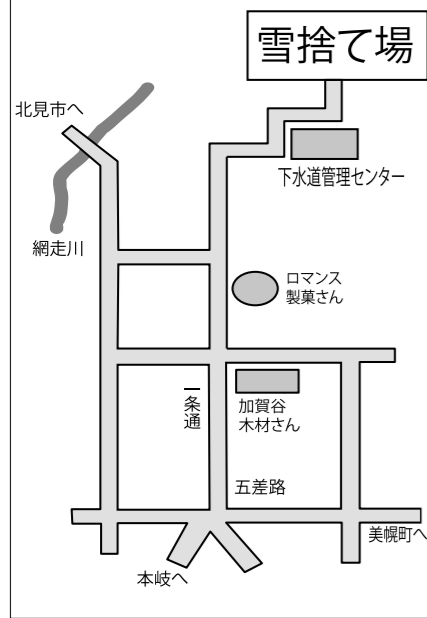 雪捨て場
北見市へ
下水道管理センター
網走川
ロマンス
製菓さん
一条通
加賀谷
木材さん
五差路
美幌町へ
本岐へ